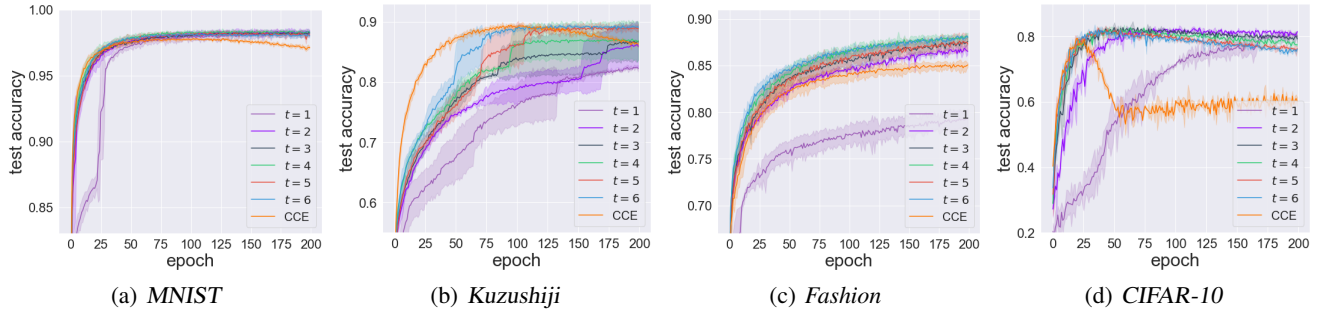 test accuracy
1.00
0.95
0.90
0.85
0 25 50 75 100 125 150 175 200
epoch
t = 1
t = 2
t = 3
t = 4
t = 5
t = 6
CCE
(a) MNIST
test accuracy
0.9
0.8
0.7
0.6
0 25 50 75 100 125 150 175 200
epoch
t = 1
t = 2
t = 3
t = 4
t = 5
t = 6
CCE
(b) Kuzushiji
test accuracy
0.90
0.85
0.80
0.75
0.70
0 25 50 75 100 125 150 175 200
epoch
t = 1
t = 2
t = 3
t = 4
t = 5
t = 6
CCE
(c) Fashion
test accuracy
0.8
0.6
0.4
0.2
0 25 50 75 100 125 150 175 200
epoch
t = 1
t = 2
t = 3
t = 4
t = 5
t = 6
CCE
(d) CIFAR-10